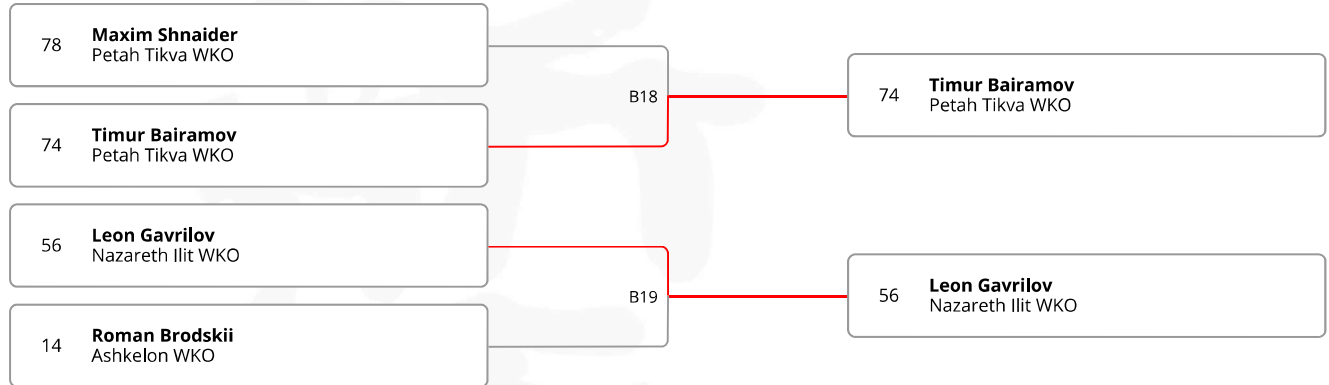 78
Maxim Shnaider
Petah Tikva WKO
74
Timur Bairamov
Petah Tikva WKO
56
Leon Gavrilov
Nazareth Ilit WKO
14
Roman Brodskii
Ashkelon WKO
B18
B19
74
Timur Bairamov
Petah Tikva WKO
56
Leon Gavrilov
Nazareth Ilit WKO